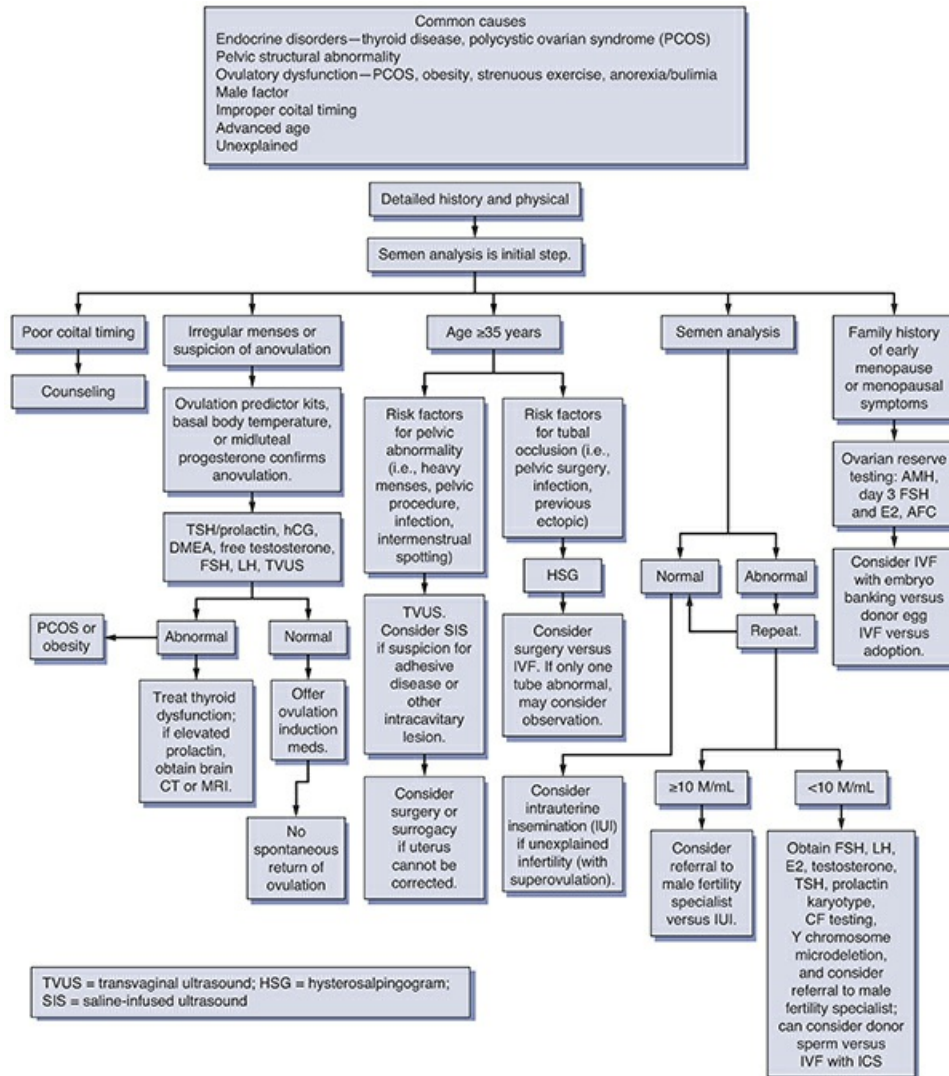 Common causes
Endocrine disorders—thyroid disease, polycystic ovarian syndrome (PCOS)
Pelvic structural abnormality
Ovulatory dysfunction—PCOS, obesity, strenuous exercise, anorexia/bulimia
Male factor
Improper coital timing
Advanced age
Unexplained
Detailed history and physical
Semen analysis is initial step.
Poor coital timing
Counseling
Irregular menses or
suspicion of anovulation
Ovulation predictor kits,
basal body temperature,
or midluteal
progesterone confirms
anovulation.
TSH/prolactin, hCG,
DMEA, free testosterone,
FSH, LH, TVUS
PCOS or
obesity
Abnormal
Normal
Treat thyroid
dysfunction;
if elevated
prolactin,
obtain brain
CT or MRI.
Offer
ovulation
induction
meds.
No
spontaneous
return of
ovulation
Age ≥35 years
Risk factors
for pelvic
abnormality
(i.e., heavy
menses, pelvic
procedure,
infection,
intermenstrual
spotting)
TVUS.
Consider SIS
if suspicion for
adhesive
disease or
other
intracavitary
lesion.
Consider
surgery or
surrogacy
if uterus
cannot be
corrected.
Risk factors
for tubal
occlusion (i.e.,
pelvic surgery,
infection,
previous
ectopic)
HSG
Consider
surgery versus
IVF. If only one
tube abnormal,
may consider
observation.
Semen analysis
Normal
Abnormal
Repeat.
Consider
intrauterine
insemination (IUI)
if unexplained
infertility (with
superovulation).
≥10 M/mL
Consider
referral to
male fertility
specialist
versus IUI.
<10 M/mL
Obtain FSH, LH,
E2, testosterone,
TSH, prolactin
karyotype,
CF testing,
Y chromosome
microdeletion,
and consider
referral to male
fertility specialist;
can consider donor
sperm versus
IVF with ICS
Family history
of early
menopause
or menopausal
symptoms
Ovarian reserve
testing: AMH,
day 3 FSH
and E2, AFC
Consider IVF
with embryo
banking versus
donor egg
IVF versus
adoption.
TVUS = transvaginal ultrasound; HSG = hysterosalpingogram;
SIS = saline-infused ultrasound